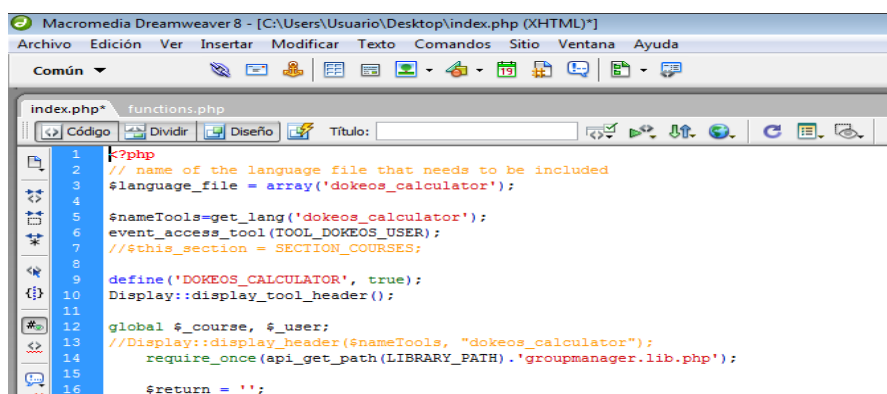 Macromedia Dreamweaver 8 - [C:\Users\Usuario\Desktop\index.php (XHTML)*]
Archivo Edición Ver Insertar Modificar Texto Comandos Sitio Ventana Ayuda
Común
19
index.php* functions.php
Código Dividir Diseño Título:
1 <?php
2 // name of the language file that needs to be included
3 $language_file = array('dokeos_calculator');
4
5 $nameTools=get_lang('dokeos_calculator');
6 event_access_tool(TOOL_DOKEOS_USER);
7 //$this_section = SECTION_COURSES;
8
9 define('DOKEOS_CALCULATOR', true);
10 Display::display_tool_header();
11
12 global $_course, $_user;
13 //Display::display_header($nameTools, "dokeos_calculator");
14 require_once(api_get_path(LIBRARY_PATH).'groupmanager.lib.php');
15
16 $return = '';